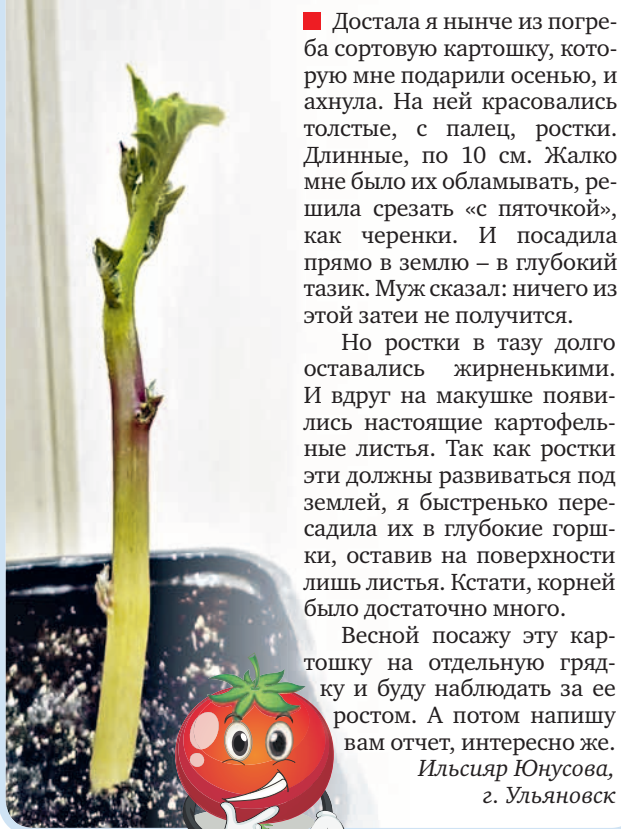 Достала я нынче из погре-
ба сортовую картошку, кото-
рую мне подарили осенью, и
ахнула. На ней красовались
толстые, с палец, ростки.
Длинные, по 10 см. Жалко
мне было их обламывать, ре-
шила срезать «с пяточкой»,
как черенки. И посадила
прямо в землю – в глубокий
тазик. Муж сказал: ничего из
этой затеи не получится.
Но ростки в тазу долго
оставались жирненькими.
И вдруг на макушке появи-
лись настоящие картофель-
ные листья. Так как ростки
эти должны развиваться под
землей, я быстренько пере-
садила их в глубокие горш-
ки, оставив на поверхности
лишь листья. Кстати, корней
было достаточно много.
Весной посажу эту кар-
тошку на отдельную гряд-
ку и буду наблюдать за ее
ростом. А потом напишу
вам отчет, интересно же.
Ильсияр Юнусова,
г. Ульяновск